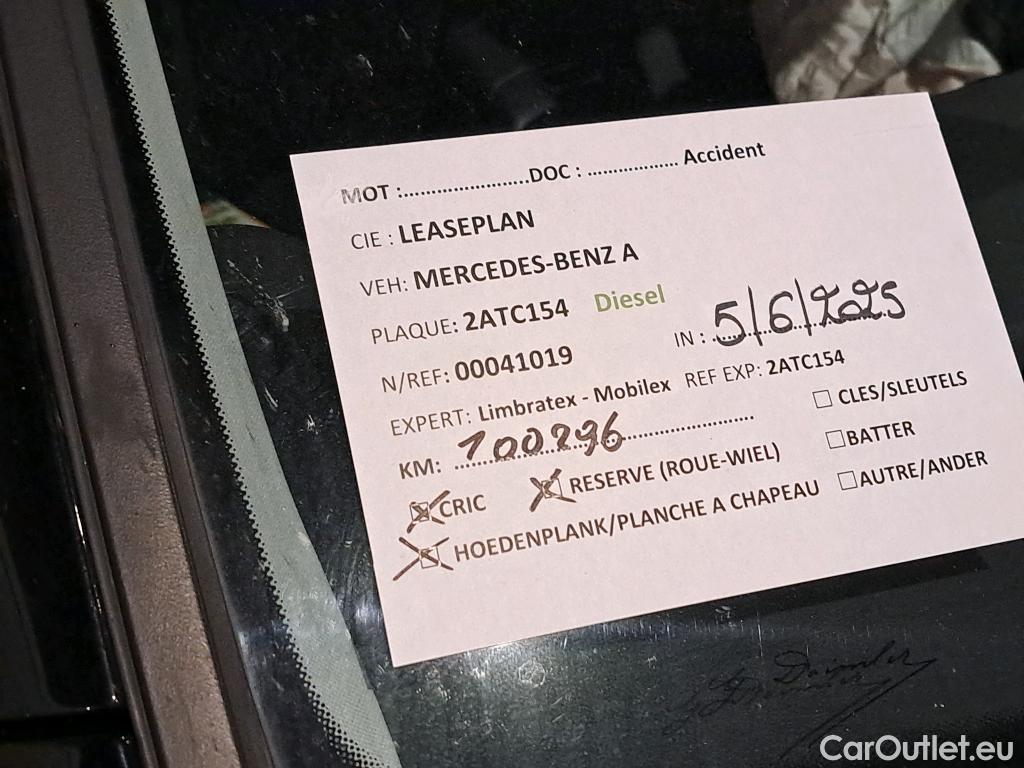 MOT :.......................DOC : ................. Accident
CIE : LEASEPLAN
VEH: MERCEDES-BENZ A
PLAQUE: 2ATC154 Diesel
N/REF: 00041019 IN : 5/6/2025
EXPERT: Limbratex - Mobilex REF EXP: 2ATC154
KM: 100296 ☐ CLES/SLEUTELS
☒ CRIC ☒ RESERVE (ROUE-WIEL) ☐ BATTER
☒ HOEDENPLANK/PLANCHE A CHAPEAU ☐ AUTRE/ANDER
Daimler
CarOutlet.eu